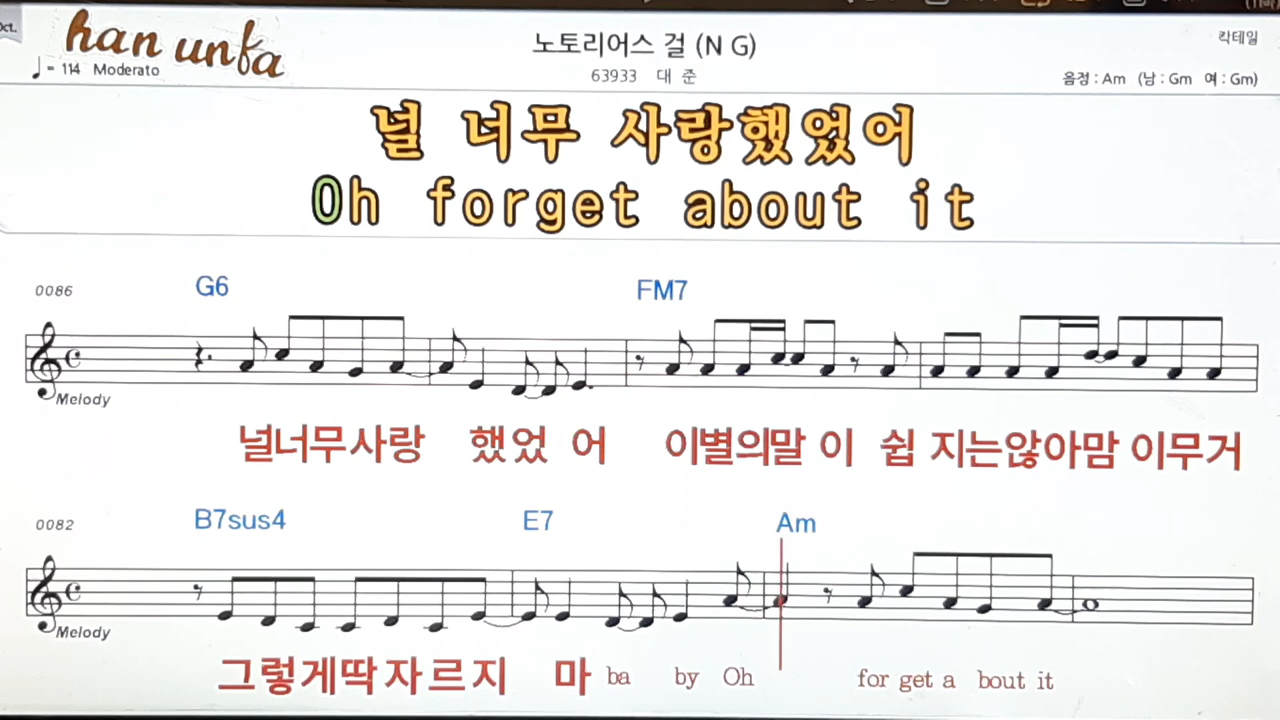 Oct.
han unfa
노토리어스 걸 (N G)
칵테일
♩= 114 Moderato
63933 대 준
음정 : Am (남 : Gm 여 : Gm)
널 너무 사랑했었어
Oh forget about it
0086
G6 FM7
Melody
널너무사랑 했었 어 이별의말 이 쉽 지는않아맘 이무거
0082
B7sus4 E7 Am
Melody
그렇게딱자르지 마 ba by Oh for get a bout it